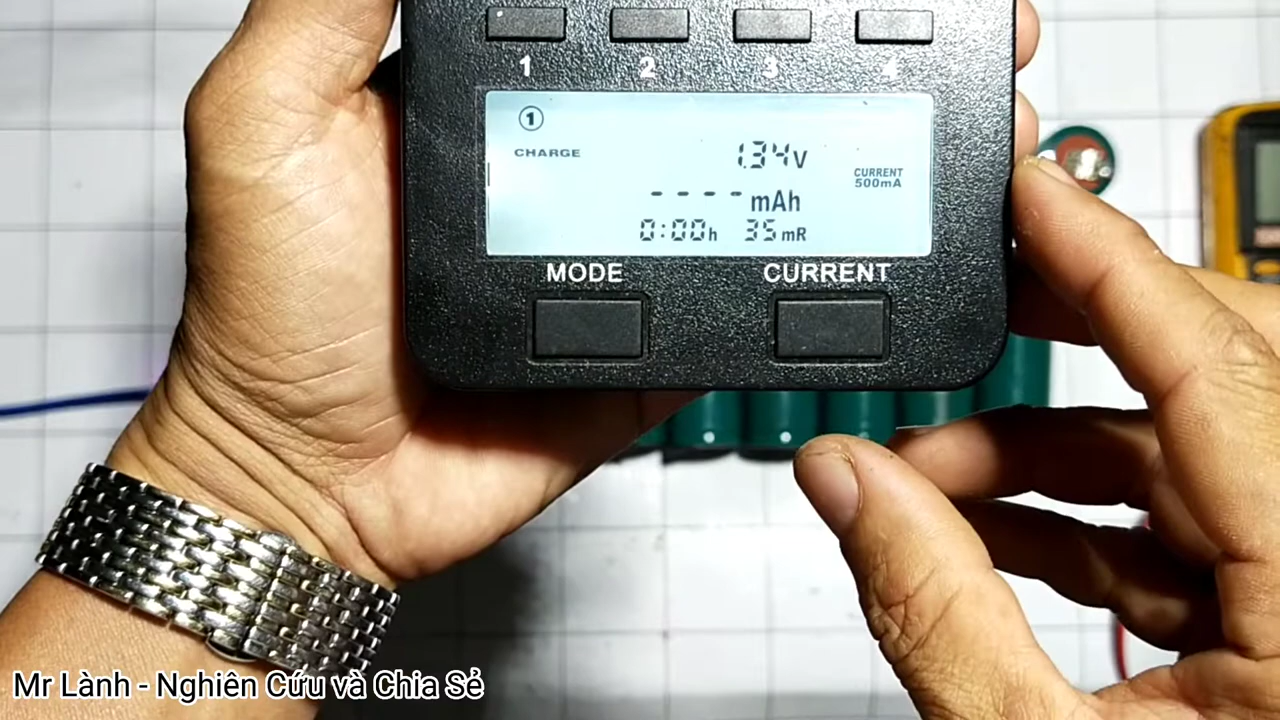 1 2 3 4
1
CHARGE
1.34V
CURRENT
500mA
---- mAh
0:00h 35mR
MODE CURRENT
Mr Lành - Nghiên Cứu và Chia Sẻ